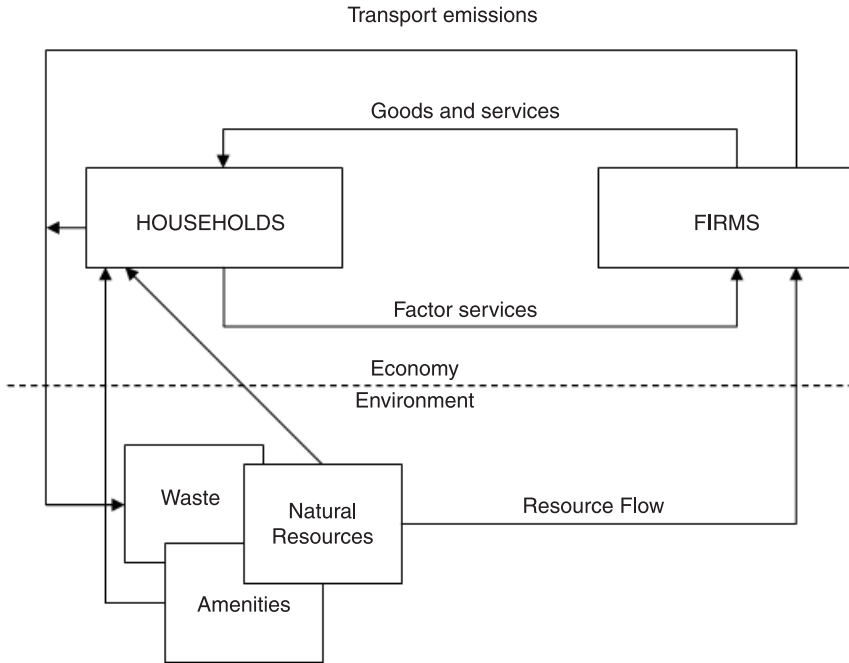 Transport emissions
Goods and services
HOUSEHOLDS
FIRMS
Factor services
Economy
Environment
Waste
Natural
Resources
Resource Flow
Amenities